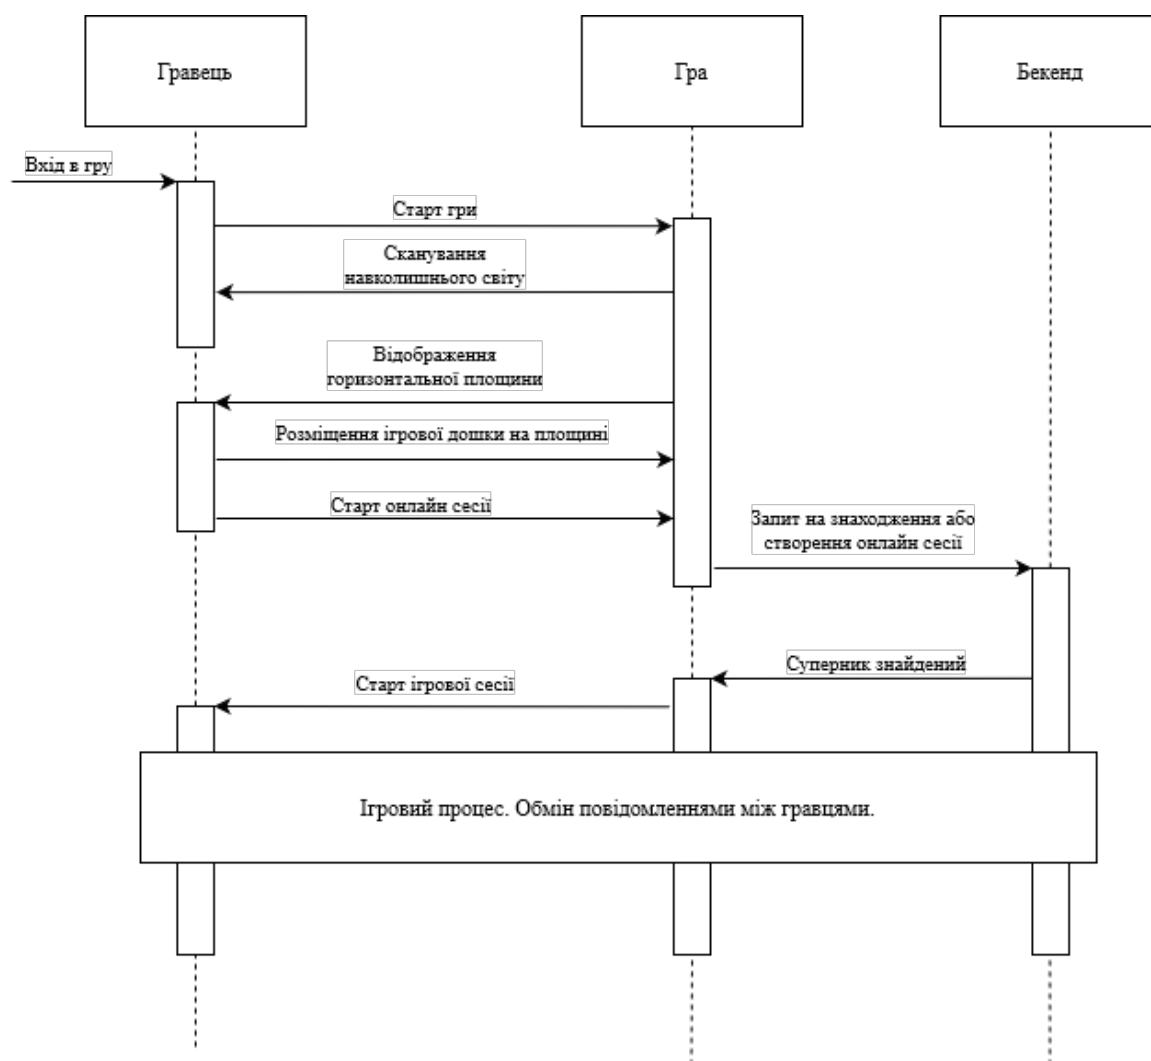 Гравець
Гра
Бекенд
Вхід в гру
Старт гри
Сканування
навколишнього світу
Відображення
горизонтальної площини
Розміщення ігрової дошки на площині
Старт онлайн сесії
Запит на знаходження або
створення онлайн сесії
Суперник знайдений
Старт ігрової сесії
Ігровий процес. Обмін повідомленнями між гравцями.